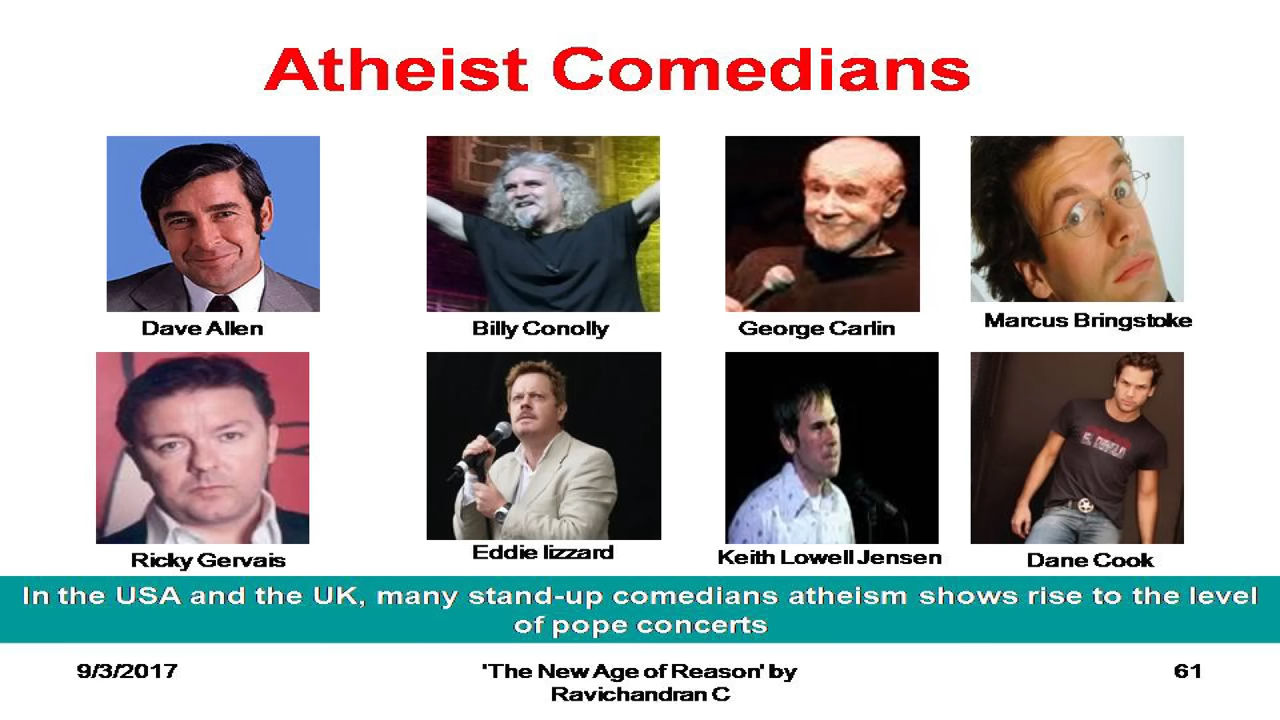 Atheist Comedians
Dave Allen
Billy Conolly
George Carlin
Marcus Bringstoke
Ricky Gervais
Eddie lizzard
Keith Lowell Jensen
Dane Cook
In the USA and the UK, many stand-up comedians atheism shows rise to the level
of pope concerts
9/3/2017
'The New Age of Reason' by
Ravichandran C
61